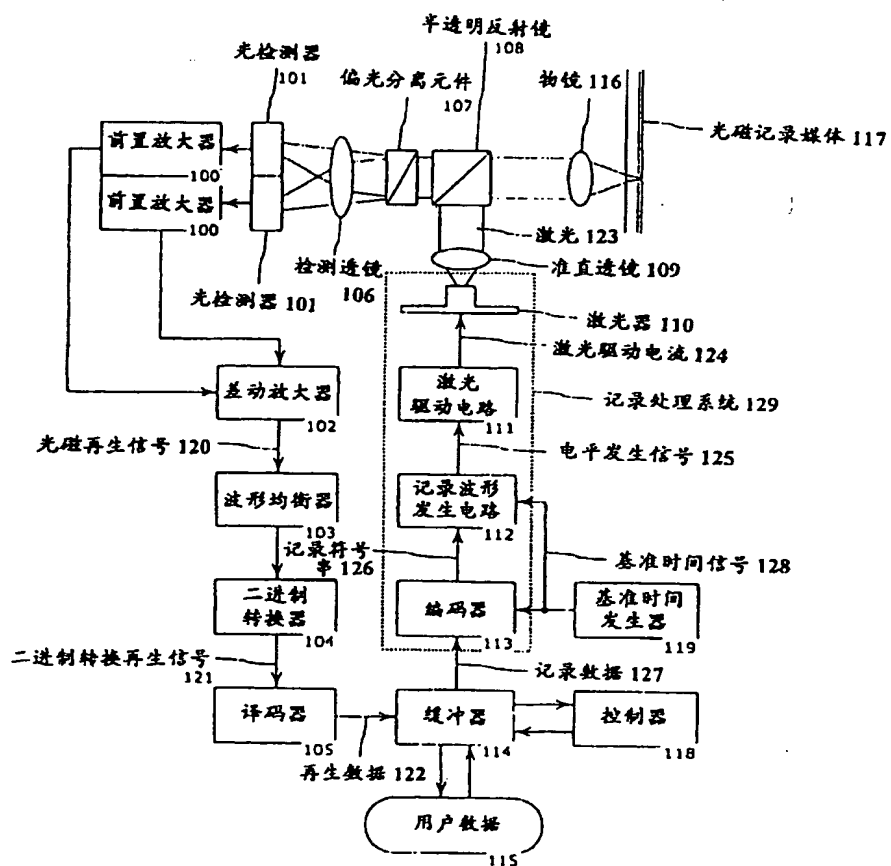 半透明反射镜
108
光检测器
101
偏光分离元件
107
物镜 116
光磁记录媒体 117
前置放大器
100
前置放大器
100
激光 123
准直透镜 109
检测透镜
106
光检测器 101
激光器 110
激光驱动电流 124
差动放大器
102
激光
驱动电路
111
记录处理系统 129
光磁再生信号 120
电平发生信号 125
波形均衡器
103
记录波形
发生电路
112
记录符号
串 126
基准时间信号 128
二进制
转换器
104
编码器
113
基准时间
发生器
119
二进制转换再生信号
121
记录数据 127
译码器
105
缓冲器
114
控制器
118
再生数据 122
用户数据
115